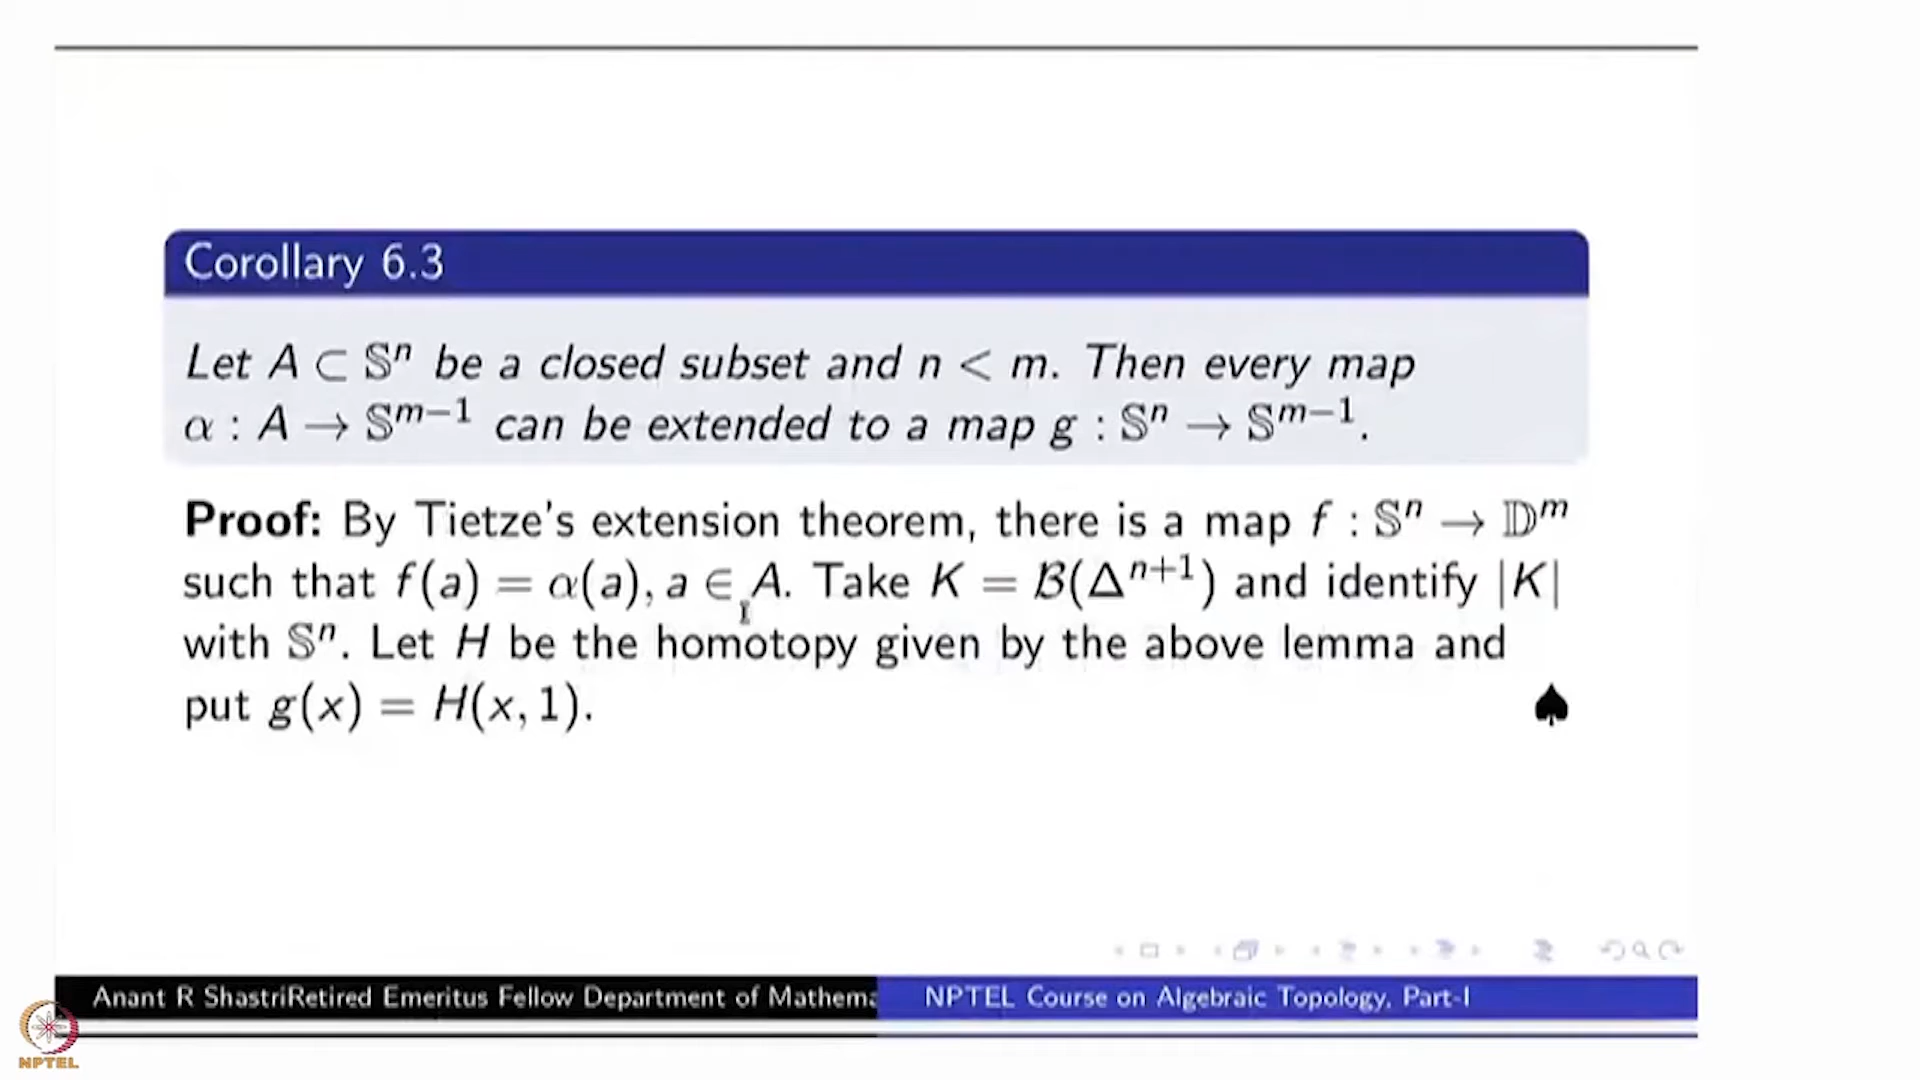 Corollary 6.3
Let A ⊂ 𝕊ⁿ be a closed subset and n < m. Then every map
α : A → 𝕊ᵐ⁻¹ can be extended to a map g : 𝕊ⁿ → 𝕊ᵐ⁻¹.
Proof: By Tietze's extension theorem, there is a map f : 𝕊ⁿ → 𝔻ᵐ
such that f(a) = α(a), a ∈ A. Take K = ℬ(Δⁿ⁺¹) and identify |K|
with 𝕊ⁿ. Let H be the homotopy given by the above lemma and
put g(x) = H(x, 1). ♠
Anant R ShastriRetired Emeritus Fellow Department of Mathema
NPTEL Course on Algebraic Topology, Part-I
NPTEL